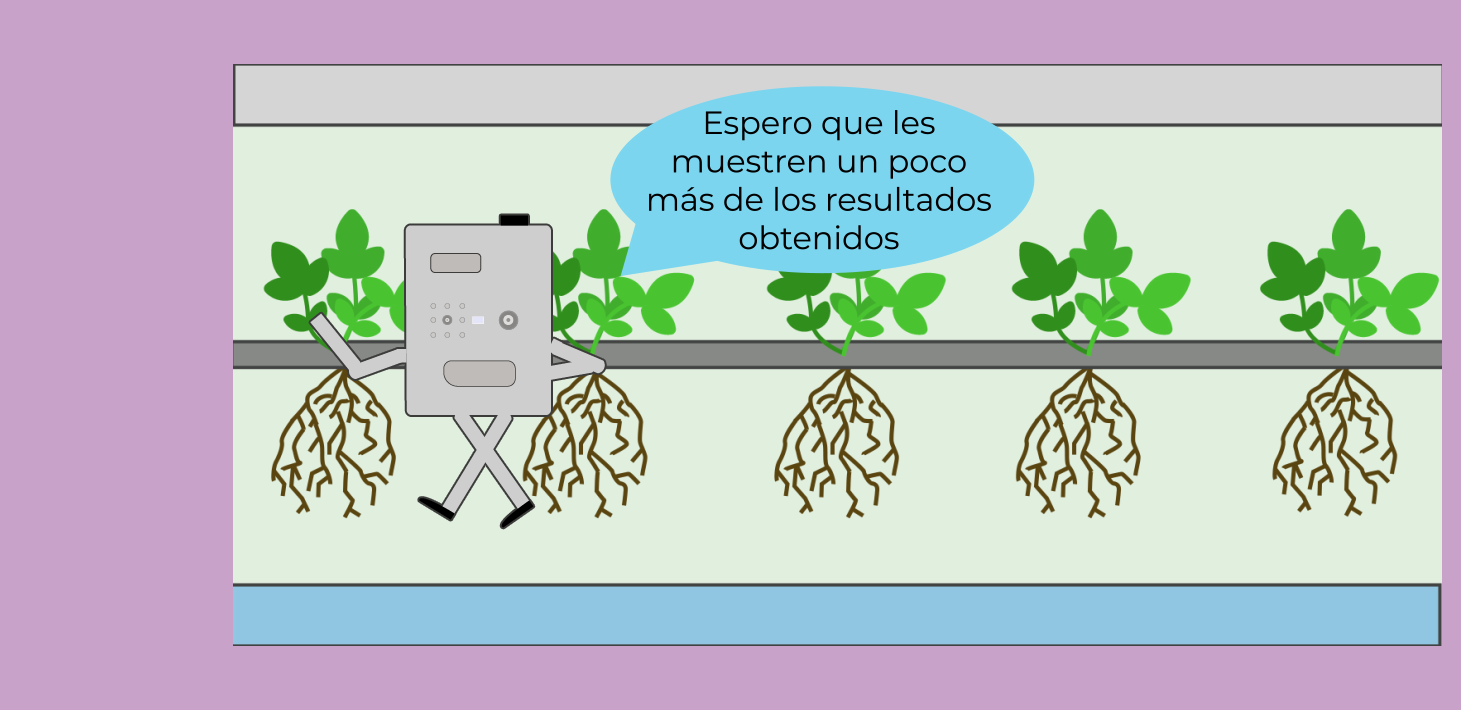 Espero que les
muestren un poco
más de los resultados
obtenidos